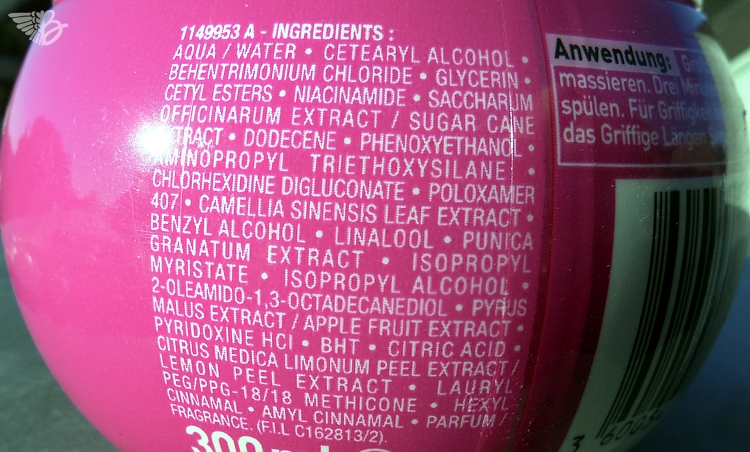 1149953 A - INGREDIENTS :
AQUA / WATER • CETEARYL ALCOHOL •
BEHENTRIMONIUM CHLORIDE • GLYCERIN •
CETYL ESTERS • NIACINAMIDE • SACCHARUM
OFFICINARUM EXTRACT / SUGAR CANE
EXTRACT • DODECENE • PHENOXYETHANOL •
AMINOPROPYL TRIETHOXYSILANE •
CHLORHEXIDINE DIGLUCONATE • POLOXAMER
407 • CAMELLIA SINENSIS LEAF EXTRACT •
BENZYL ALCOHOL • LINALOOL • PUNICA
GRANATUM EXTRACT • ISOPROPYL
MYRISTATE • ISOPROPYL ALCOHOL •
2-OLEAMIDO-1,3-OCTADECANEDIOL • PYRUS
MALUS EXTRACT / APPLE FRUIT EXTRACT •
PYRIDOXINE HCl • BHT • CITRIC ACID •
CITRUS MEDICA LIMONUM PEEL EXTRACT /
LEMON PEEL EXTRACT • LAURYL
PEG/PPG-18/18 METHICONE • HEXYL
CINNAMAL • AMYL CINNAMAL • PARFUM /
FRAGRANCE. (F.I.L C162813/2).
Anwendung:
massieren. Drei
spülen. Für
das Griffige Längen